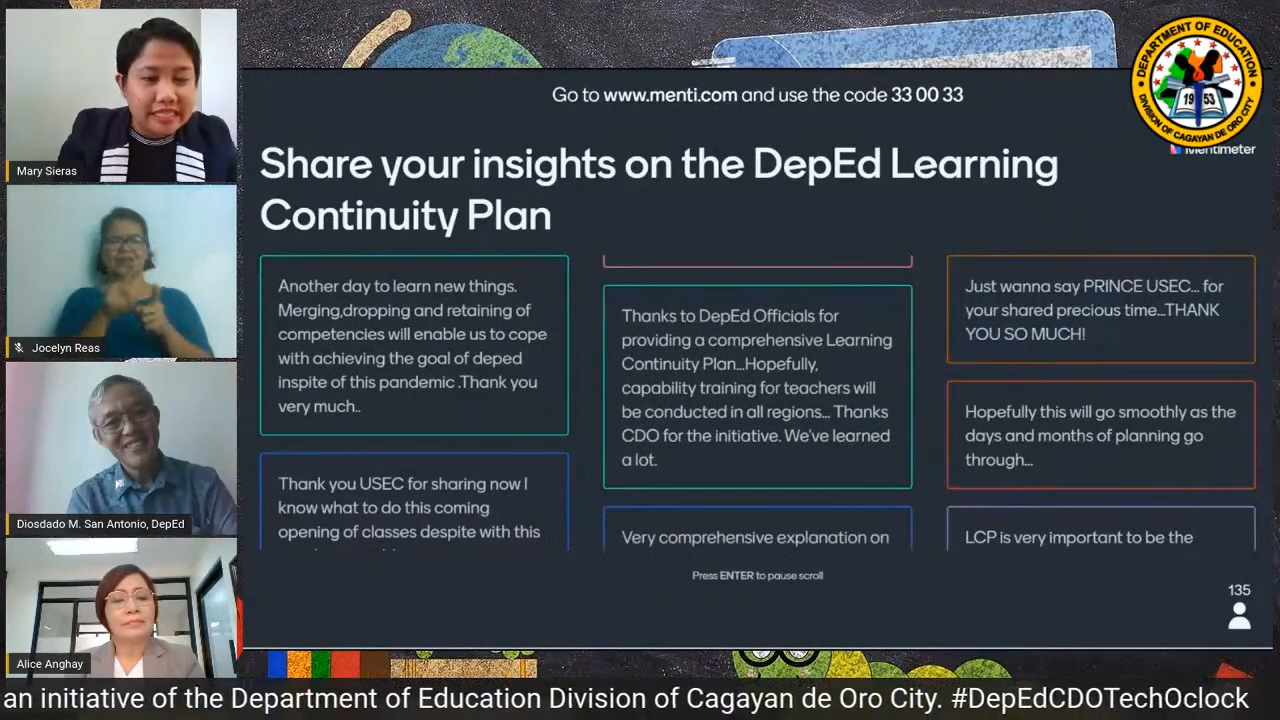 Go to www.menti.com and use the code 33 00 33
DEPARTMENT OF EDUCATION
1953
DIVISION OF CAGAYAN DE ORO CITY
Mentimeter
Share your insights on the DepEd Learning
Continuity Plan
Another day to learn new things.
Merging,dropping and retaining of
competencies will enable us to cope
with achieving the goal of deped
inspite of this pandemic .Thank you
very much..
Thank you USEC for sharing now I
know what to do this coming
opening of classes despite with this
Thanks to DepEd Officials for
providing a comprehensive Learning
Continuity Plan...Hopefully,
capability training for teachers will
be conducted in all regions... Thanks
CDO for the initiative. We've learned
a lot.
Very comprehensive explanation on
Just wanna say PRINCE USEC... for
your shared precious time...THANK
YOU SO MUCH!
Hopefully this will go smoothly as the
days and months of planning go
through...
LCP is very important to be the
Press ENTER to pause scroll
135
Mary Sieras
Jocelyn Reas
Diosdado M. San Antonio, DepEd
Alice Anghay
an initiative of the Department of Education Division of Cagayan de Oro City. #DepEdCDOTechOclock